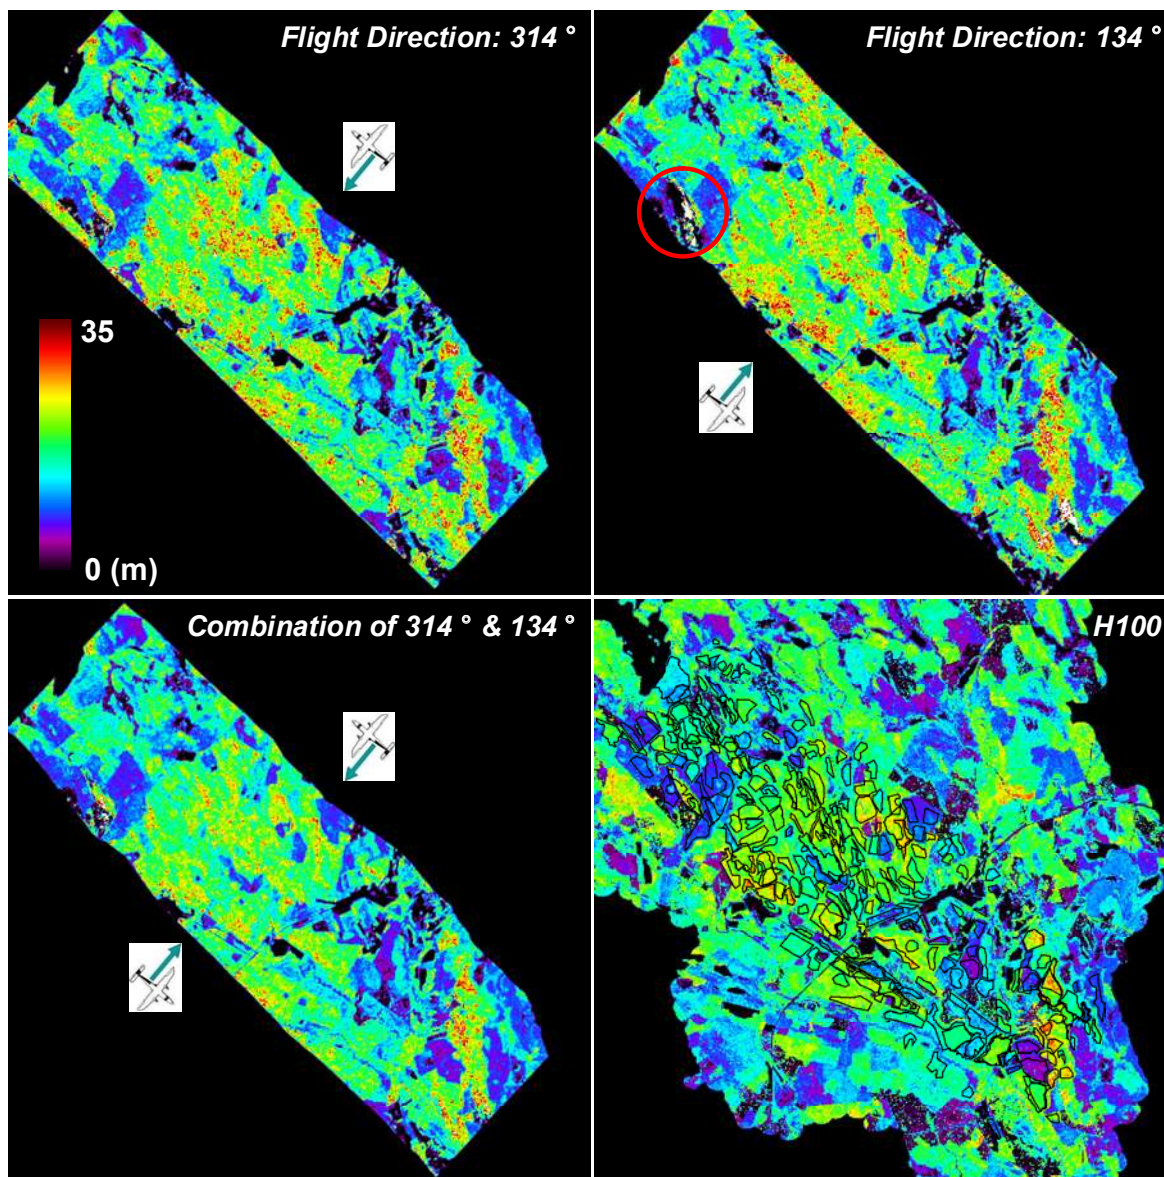 Flight Direction: 314 °
Flight Direction: 134 °
35
0 (m)
Combination of 314 ° & 134 °
H100